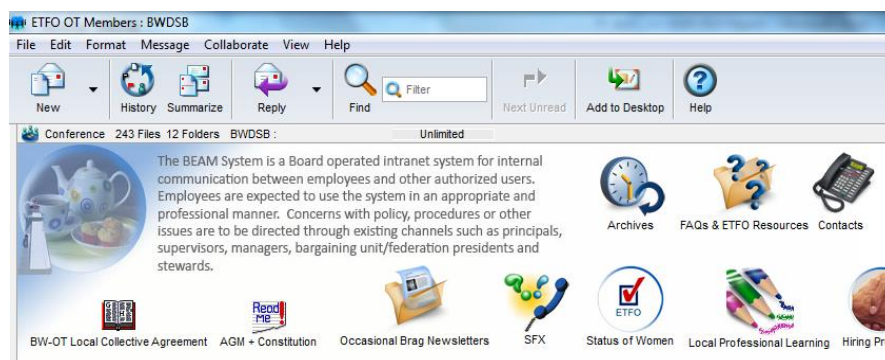 ETFO OT Members : BWDSB
File Edit Format Message Collaborate View Help
New History Summarize Reply Find Filter Next Unread Add to Desktop Help
Conference 243 Files 12 Folders BWDSB : Unlimited
The BEAM System is a Board operated intranet system for internal
communication between employees and other authorized users.
Employees are expected to use the system in an appropriate and
professional manner. Concerns with policy, procedures or other
issues are to be directed through existing channels such as principals,
supervisors, managers, bargaining unit/federation presidents and
stewards.
Archives FAQs & ETFO Resources Contacts
Read
Me!
ETFO
BW-OT Local Collective Agreement AGM + Constitution Occasional Brag Newsletters SFX Status of Women Local Professional Learning Hiring Pr